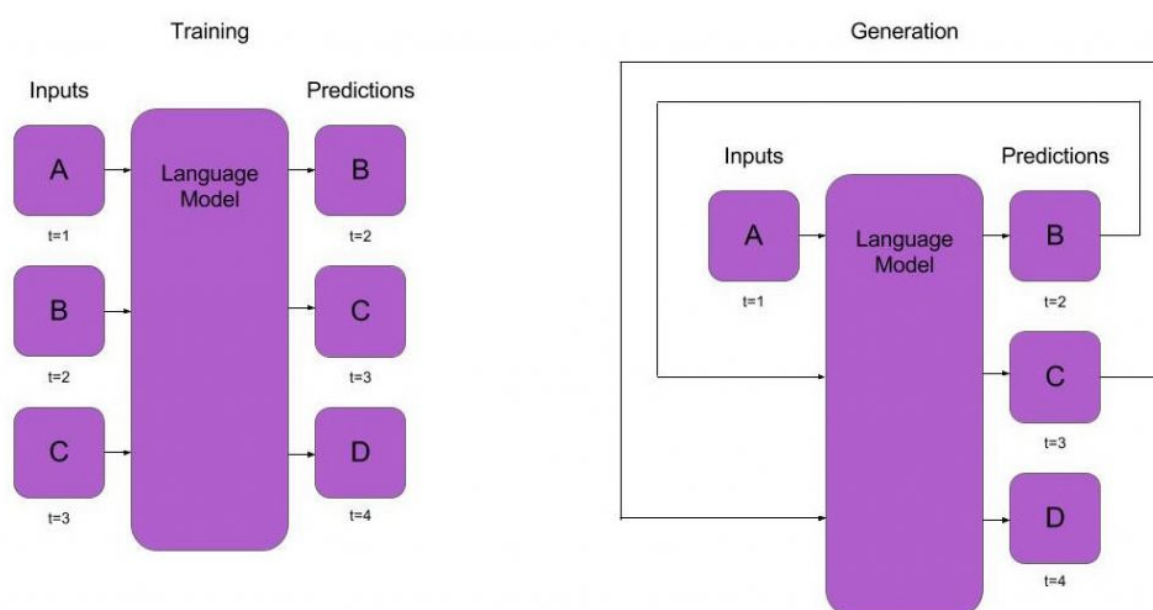 Training
Inputs
Predictions
A
Language
Model
B
t=1
t=2
B
C
t=2
t=3
C
D
t=3
t=4
Generation
Inputs
Predictions
A
Language
Model
B
t=1
t=2
C
t=3
D
t=4